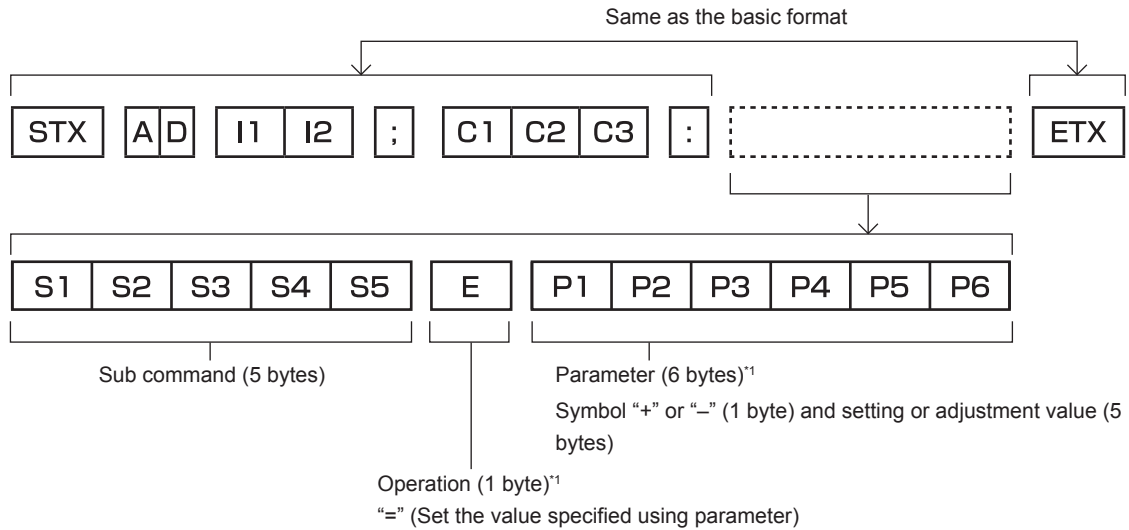 Same as the basic format
STX A D I1 I2 ; C1 C2 C3 : ETX
S1 S2 S3 S4 S5 E P1 P2 P3 P4 P5 P6
Sub command (5 bytes)
Parameter (6 bytes)*1
Symbol “+” or “–” (1 byte) and setting or adjustment value (5
bytes)
Operation (1 byte)*1
“=” (Set the value specified using parameter)